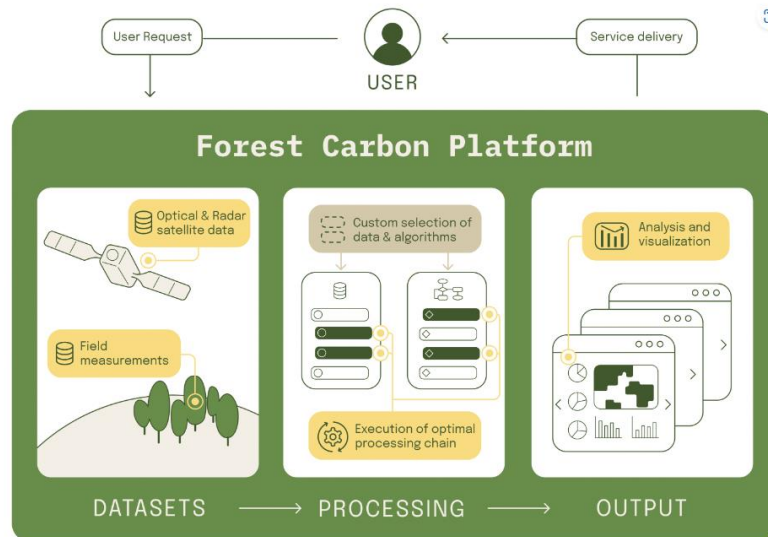 User Request
Service delivery
USER
Forest Carbon Platform
Optical & Radar
satellite data
Field
measurements
Custom selection of
data & algorithms
Execution of optimal
processing chain
Analysis and
visualization
DATASETS
PROCESSING
OUTPUT